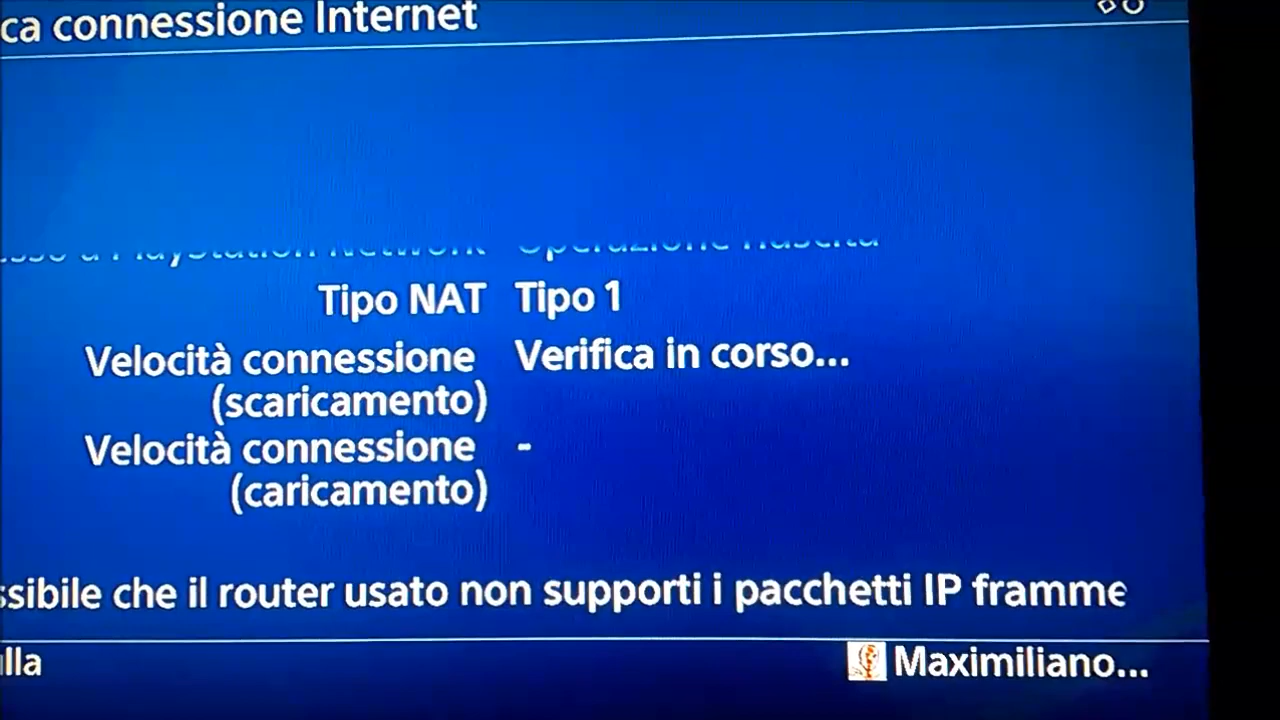 ca connessione Internet
Tipo NAT Tipo 1
Velocità connessione Verifica in corso...
(scaricamento)
Velocità connessione -
(caricamento)
ssibile che il router usato non supporti i pacchetti IP framme
lla Maximiliano...